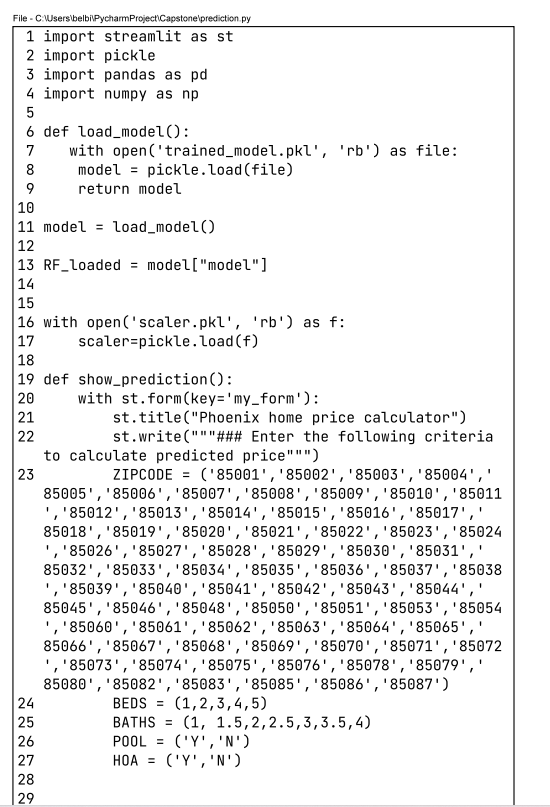 File - C:\Users\belbi\PycharmProject\Capstone\prediction.py
1 import streamlit as st
2 import pickle
3 import pandas as pd
4 import numpy as np
5
6 def load_model():
7    with open('trained_model.pkl', 'rb') as file:
8     model = pickle.load(file)
9     return model
10
11 model = load_model()
12
13 RF_loaded = model["model"]
14
15
16 with open('scaler.pkl', 'rb') as f:
17     scaler=pickle.load(f)
18
19 def show_prediction():
20     with st.form(key='my_form'):
21         st.title("Phoenix home price calculator")
22         st.write("""### Enter the following criteria
to calculate predicted price""")
23         ZIPCODE = ('85001','85002','85003','85004','
85005','85006','85007','85008','85009','85010','85011
','85012','85013','85014','85015','85016','85017','
85018','85019','85020','85021','85022','85023','85024
','85026','85027','85028','85029','85030','85031','
85032','85033','85034','85035','85036','85037','85038
','85039','85040','85041','85042','85043','85044','
85045','85046','85048','85050','85051','85053','85054
','85060','85061','85062','85063','85064','85065','
85066','85067','85068','85069','85070','85071','85072
','85073','85074','85075','85076','85078','85079','
85080','85082','85083','85085','85086','85087')
24         BEDS = (1,2,3,4,5)
25         BATHS = (1, 1.5,2,2.5,3,3.5,4)
26         POOL = ('Y','N')
27         HOA = ('Y','N')
28
29